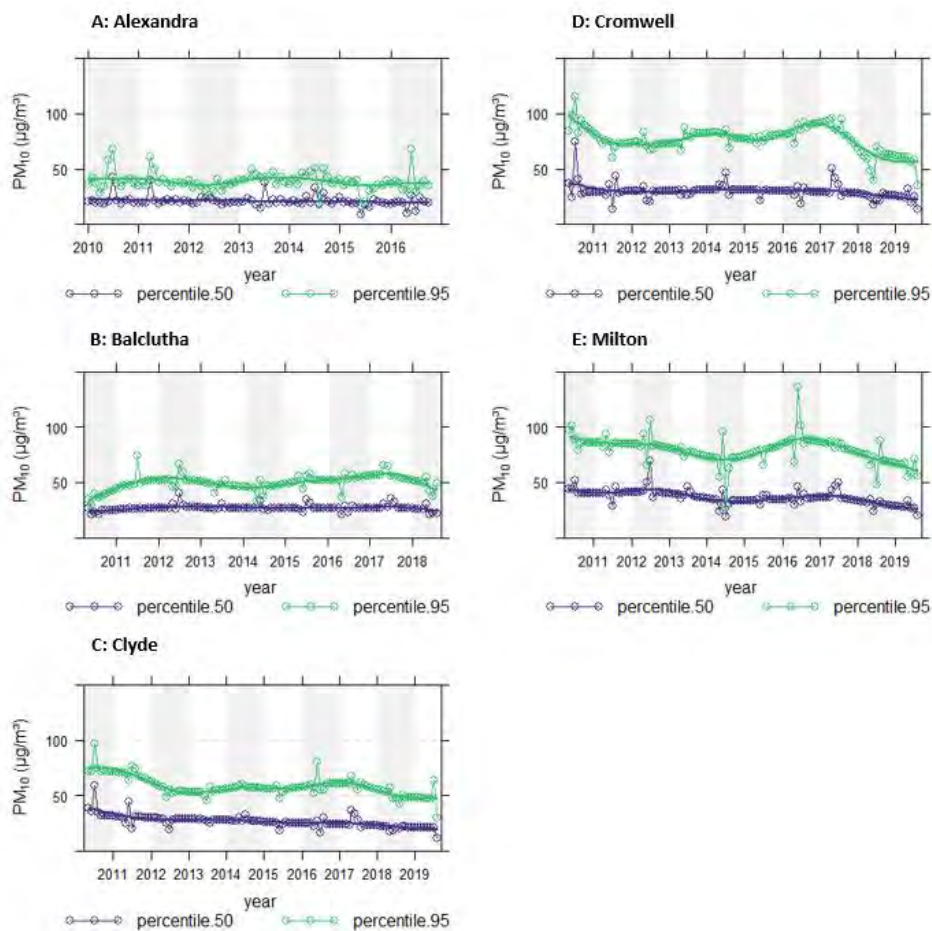 A: Alexandra
PM10 (µg/m³)
100
50
2010 2011 2012 2013 2014 2015 2016
year
percentile.50 percentile.95
B: Balclutha
PM10 (µg/m³)
100
50
2011 2012 2013 2014 2015 2016 2017 2018
year
percentile.50 percentile.95
C: Clyde
PM10 (µg/m³)
100
50
2011 2012 2013 2014 2015 2016 2017 2018 2019
year
percentile.50 percentile.95
D: Cromwell
PM10 (µg/m³)
100
50
2011 2012 2013 2014 2015 2016 2017 2018 2019
year
percentile.50 percentile.95
E: Milton
PM10 (µg/m³)
100
50
2011 2012 2013 2014 2015 2016 2017 2018 2019
year
percentile.50 percentile.95